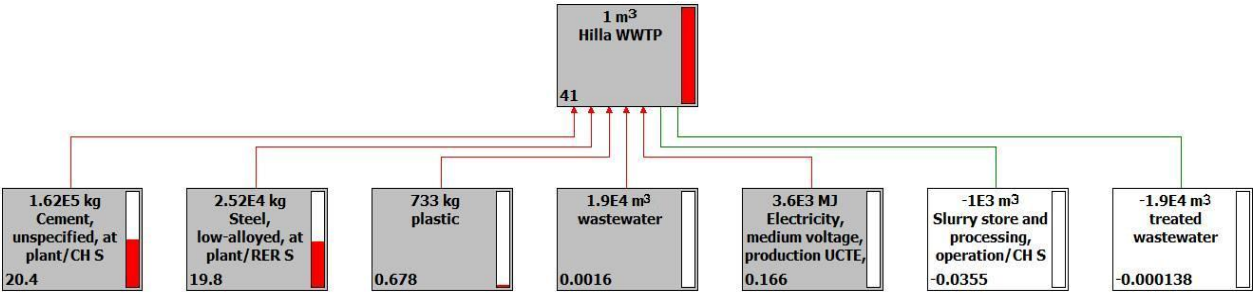 1 m³
Hilla WWTP
41
1.62E5 kg
Cement,
unspecified, at
plant/CH S
20.4
2.52E4 kg
Steel,
low-alloyed, at
plant/RER S
19.8
733 kg
plastic
0.678
1.9E4 m³
wastewater
0.0016
3.6E3 MJ
Electricity,
medium voltage,
production UCTE,
0.166
-1E3 m³
Slurry store and
processing,
operation/CH S
-0.0355
-1.9E4 m³
treated
wastewater
-0.000138